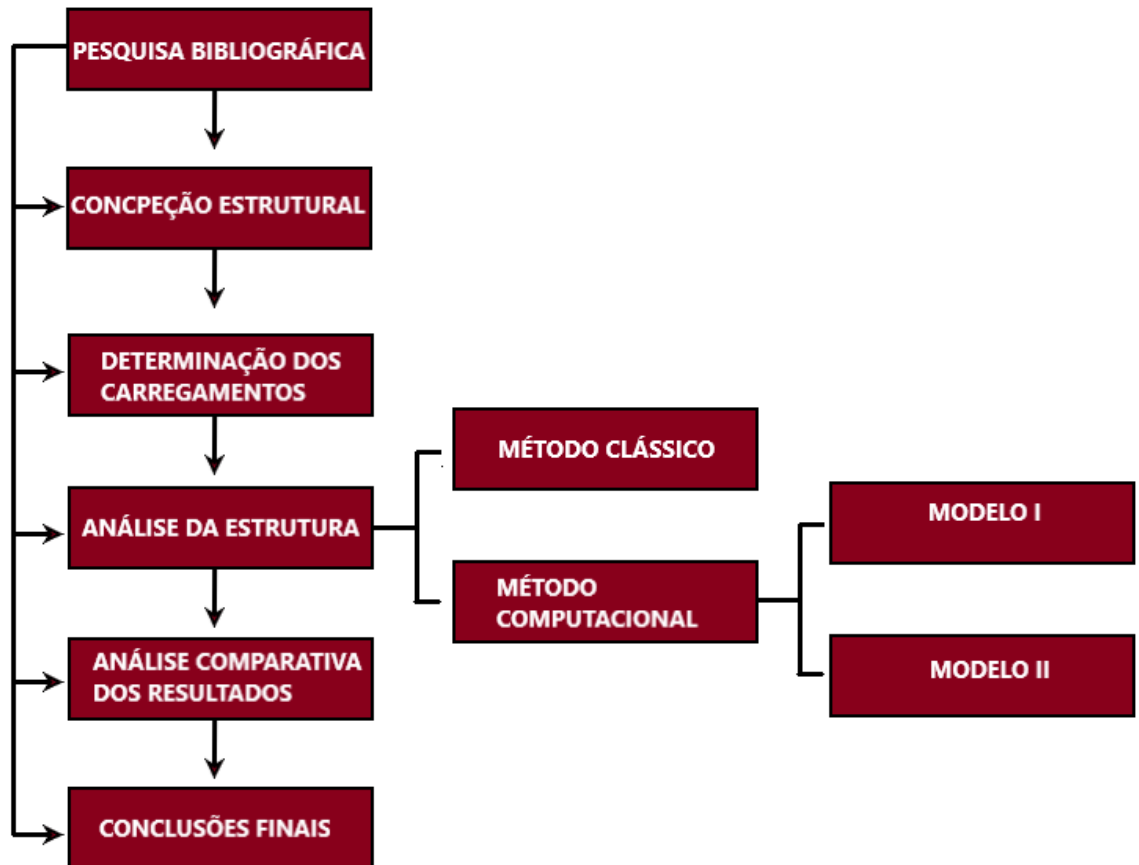 PESQUISA BIBLIOGRÁFICA
CONCPEÇÃO ESTRUTURAL
DETERMINAÇÃO DOS
CARREGAMENTOS
ANÁLISE DA ESTRUTURA
MÉTODO CLÁSSICO
MÉTODO
COMPUTACIONAL
MODELO I
MODELO II
ANÁLISE COMPARATIVA
DOS RESULTADOS
CONCLUSÕES FINAIS